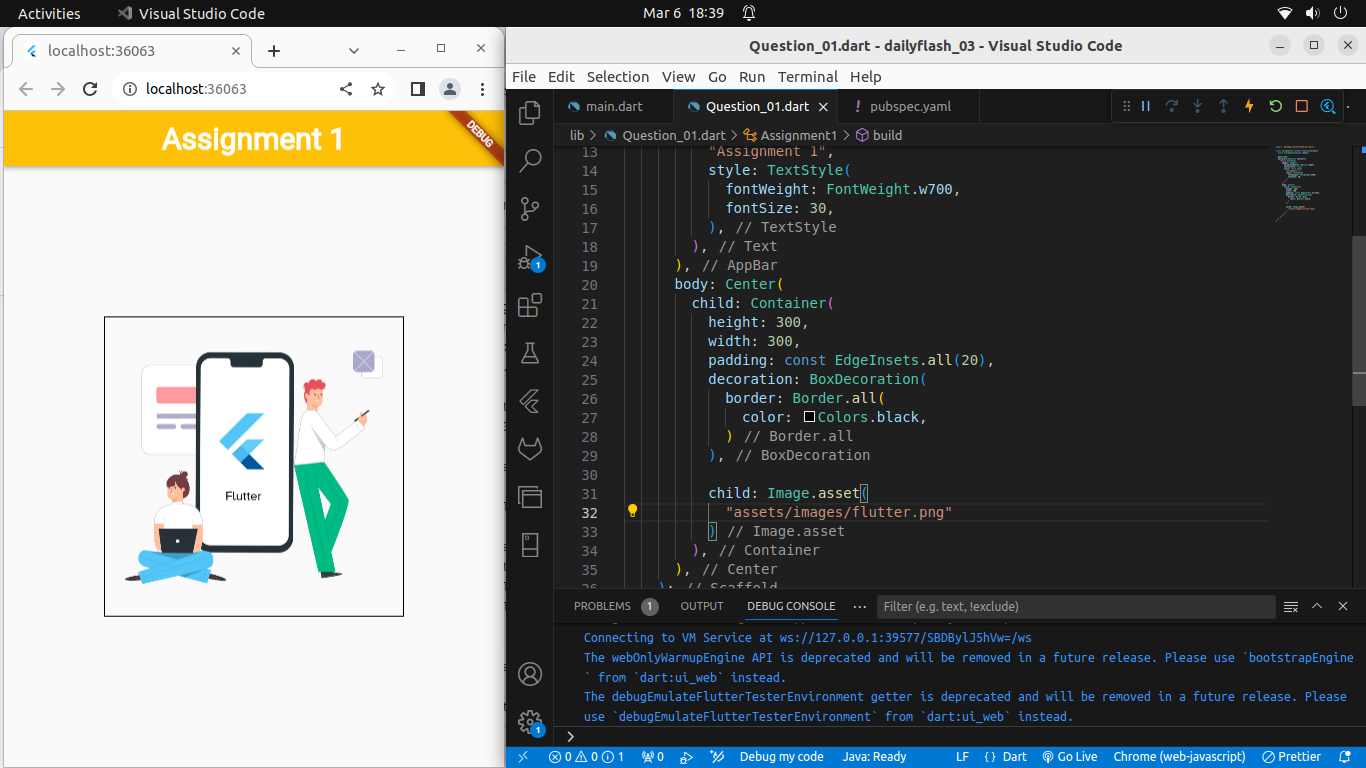 Activities
Visual Studio Code
Mar 6 18:39
localhost:36063
localhost:36063
Assignment 1
DEBUG
Flutter
Question_01.dart - dailyflash_03 - Visual Studio Code
File Edit Selection View Go Run Terminal Help
main.dart
Question_01.dart
! pubspec.yaml
lib > Question_01.dart > Assignment1 > build
13 "Assignment 1",
14 style: TextStyle(
15 fontWeight: FontWeight.w700,
16 fontSize: 30,
17 ), // TextStyle
18 ), // Text
19 ), // AppBar
20 body: Center(
21 child: Container(
22 height: 300,
23 width: 300,
24 padding: const EdgeInsets.all(20),
25 decoration: BoxDecoration(
26 border: Border.all(
27 color: Colors.black,
28 ) // Border.all
29 ), // BoxDecoration
30
31 child: Image.asset(
32 "assets/images/flutter.png"
33 ) // Image.asset
34 ), // Container
35 ), // Center
36 ); // Scaffold
PROBLEMS 1 OUTPUT DEBUG CONSOLE ··· Filter (e.g. text, !exclude)
Connecting to VM Service at ws://127.0.0.1:39577/SBDBylJ5hVw=/ws
The webOnlyWarmupEngine API is deprecated and will be removed in a future release. Please use `bootstrapEngine
` from `dart:ui_web` instead.
The debugEmulateFlutterTesterEnvironment getter is deprecated and will be removed in a future release. Please
use `debugEmulateFlutterTesterEnvironment` from `dart:ui_web` instead.
>
1
1
0 0 1 0 Debug my code Java: Ready LF {} Dart Go Live Chrome (web-javascript) Prettier